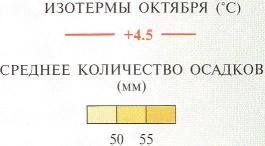 ИЗОТЕРМЫ ОКТЯБРЯ (°C)
+4.5
СРЕДНЕЕ КОЛИЧЕСТВО ОСАДКОВ
(мм)
50 55